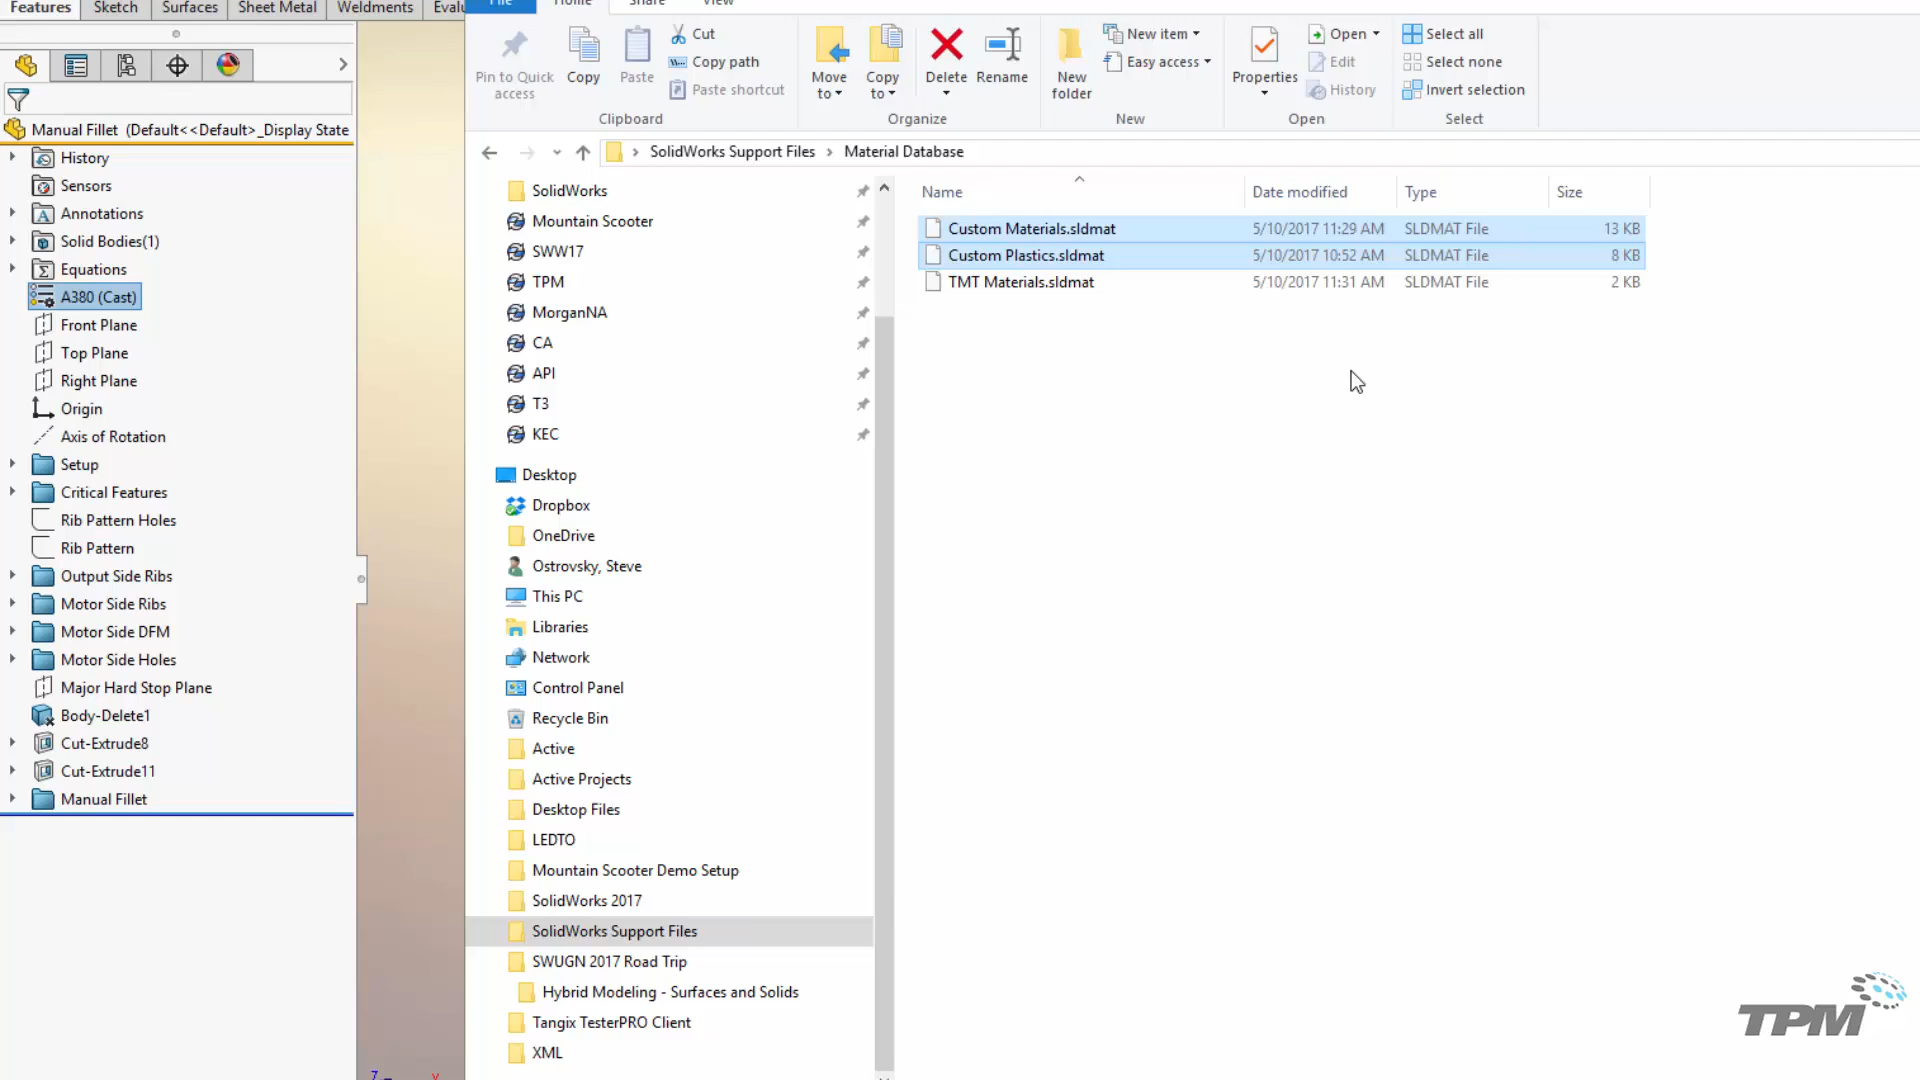 Features Sketch Surfaces Sheet Metal Weldments Evalu
File Home Share View
Pin to Quick access
Copy
Paste
Cut
Copy path
Paste shortcut
Clipboard
Move to
Copy to
Delete
Rename
Organize
New folder
New item
Easy access
New
Properties
Open
Edit
History
Open
Select all
Select none
Invert selection
Select
Manual Fillet (Default<<Default>_Display State
History
Sensors
Annotations
Solid Bodies(1)
Equations
A380 (Cast)
Front Plane
Top Plane
Right Plane
Origin
Axis of Rotation
Setup
Critical Features
Rib Pattern Holes
Rib Pattern
Output Side Ribs
Motor Side Ribs
Motor Side DFM
Motor Side Holes
Major Hard Stop Plane
Body-Delete1
Cut-Extrude8
Cut-Extrude11
Manual Fillet
SolidWorks Support Files > Material Database
SolidWorks
Mountain Scooter
SWW17
TPM
MorganNA
CA
API
T3
KEC
Desktop
Dropbox
OneDrive
Ostrovsky, Steve
This PC
Libraries
Network
Control Panel
Recycle Bin
Active
Active Projects
Desktop Files
LEDTO
Mountain Scooter Demo Setup
SolidWorks 2017
SolidWorks Support Files
SWUGN 2017 Road Trip
Hybrid Modeling - Surfaces and Solids
Tangix TesterPRO Client
XML
Name Date modified Type Size
Custom Materials.sldmat 5/10/2017 11:29 AM SLDMAT File 13 KB
Custom Plastics.sldmat 5/10/2017 10:52 AM SLDMAT File 8 KB
TMT Materials.sldmat 5/10/2017 11:31 AM SLDMAT File 2 KB
TPM